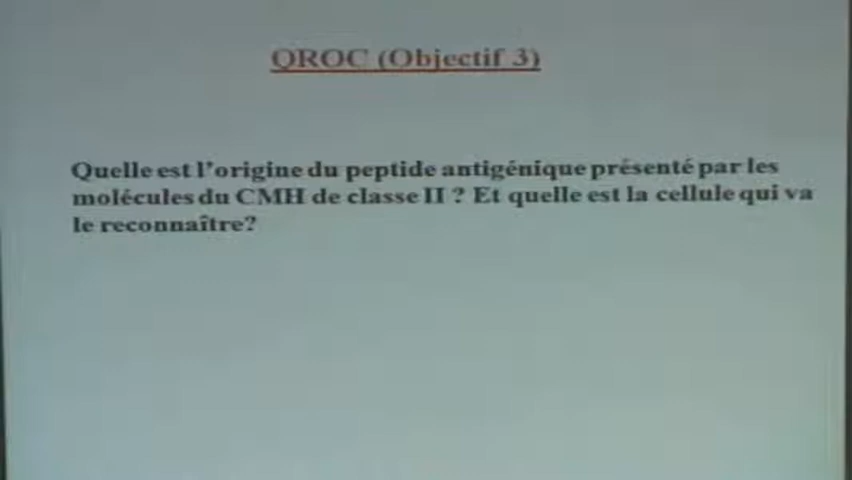 QROC (Objectif 3)
Quelle est l'origine du peptide antigénique présenté par les
molécules du CMH de classe II ? Et quelle est la cellule qui va
le reconnaître?